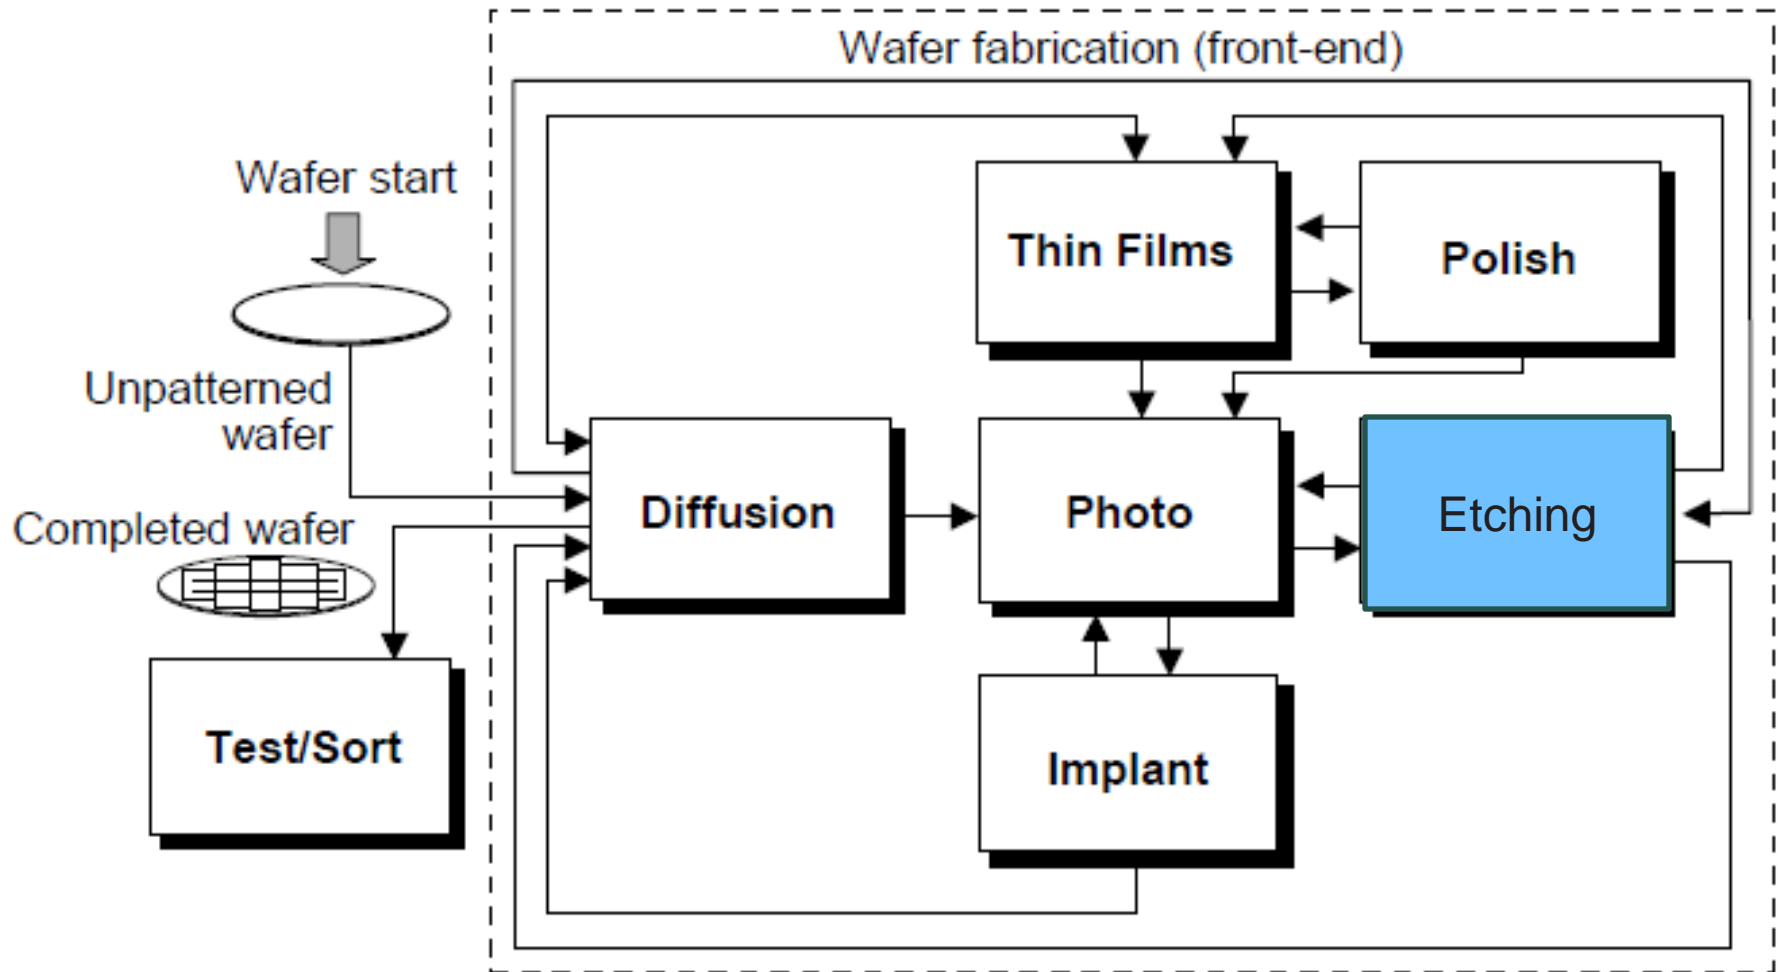 Wafer fabrication (front-end)
Wafer start
Thin Films
Polish
Unpatterned
wafer
Diffusion
Photo
Etching
Completed wafer
Test/Sort
Implant